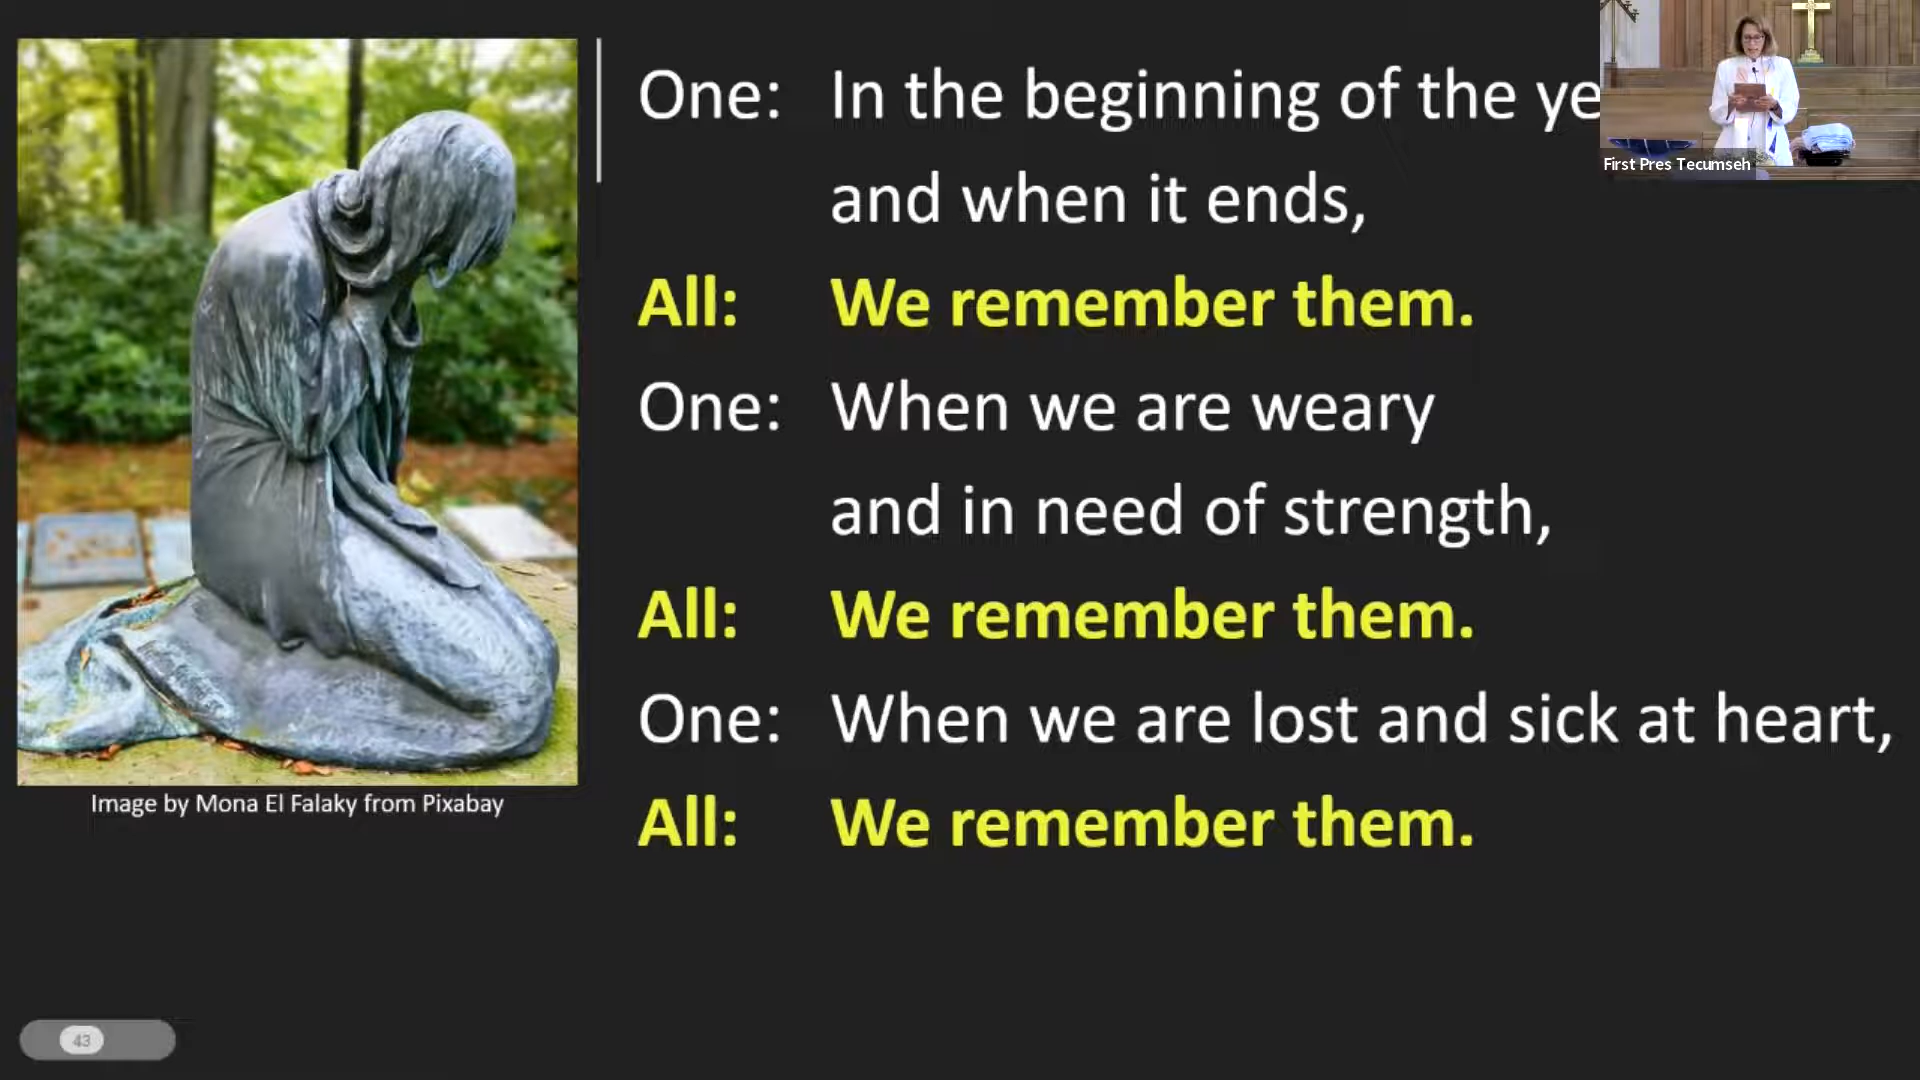 One: In the beginning of the ye
and when it ends,
All: We remember them.
One: When we are weary
and in need of strength,
All: We remember them.
One: When we are lost and sick at heart,
All: We remember them.
First Pres Tecumseh
Image by Mona El Falaky from Pixabay
43